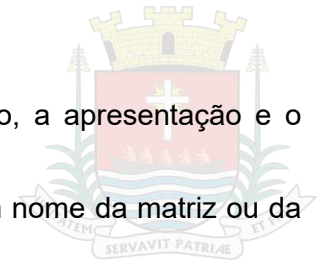 o, a apresentação e o
nome da matriz ou da
SERVAVIT PATRIAE